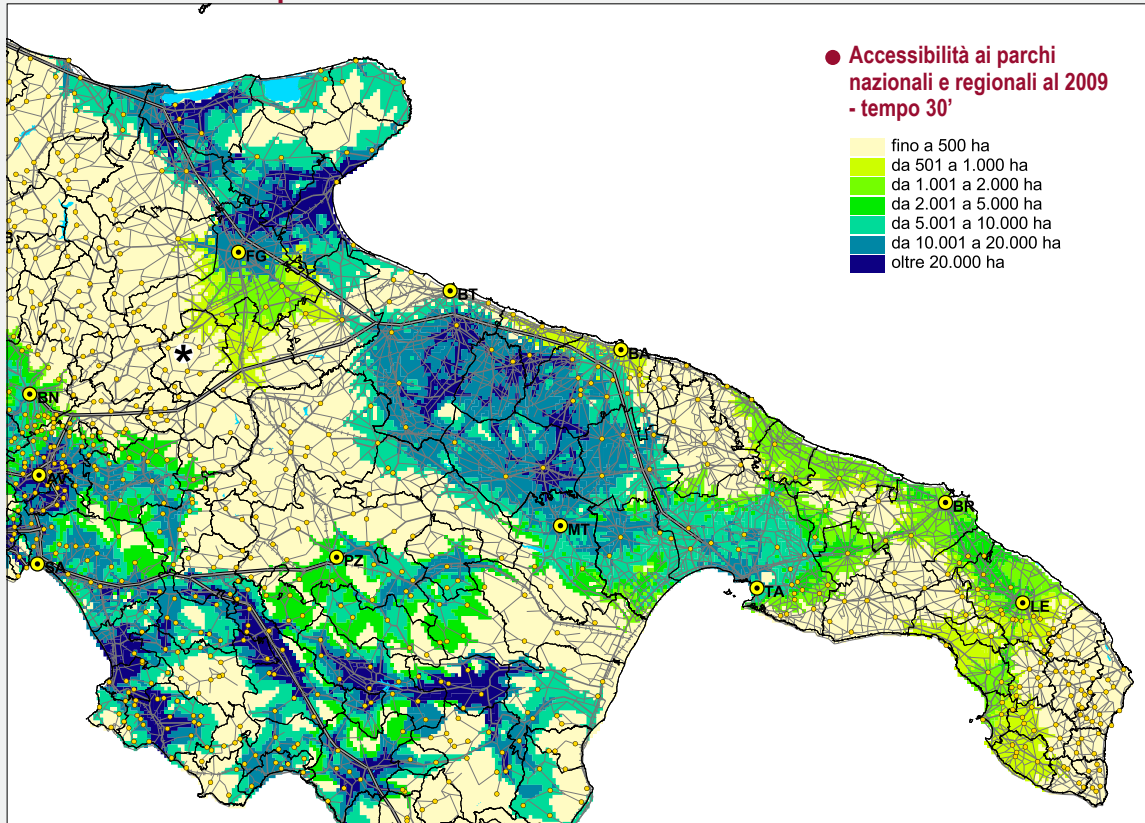 ● Accessibilità ai parchi
nazionali e regionali al 2009
- tempo 30'
fino a 500 ha
da 501 a 1.000 ha
da 1.001 a 2.000 ha
da 2.001 a 5.000 ha
da 5.001 a 10.000 ha
da 10.001 a 20.000 ha
oltre 20.000 ha
FG
BT
BA
*
BN
AV
MT
BR
PZ
SA
TA
LE